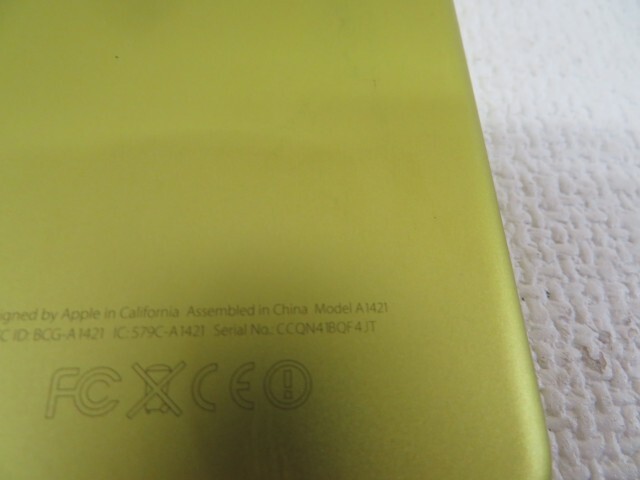 igned by Apple in California Assembled in China Model A1421
C ID: BCG-A1421 IC: 579C-A1421 Serial No.: CCQN41BQF4JT
FC CE